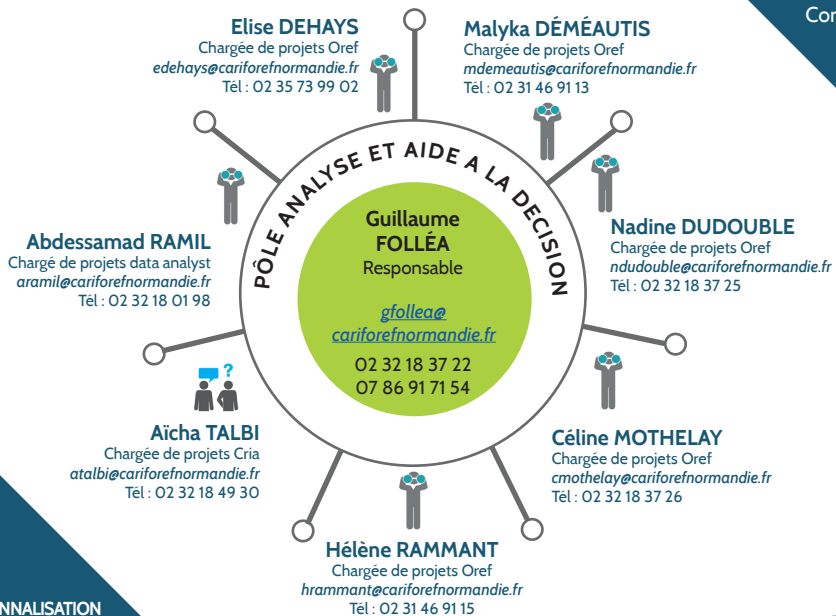 Con
Elise DEHAYS
Chargée de projets Oref
edehays@cariforefnormandie.fr
Tél : 02 35 73 99 02
Malyka DÉMÉAUTIS
Chargée de projets Oref
mdemeautis@cariforefnormandie.fr
Tél : 02 31 46 91 13
PÔLE ANALYSE ET AIDE A LA DECISION
Guillaume
FOLLÉA
Responsable
gfollea@
cariforefnormandie.fr
02 32 18 37 22
07 86 91 71 54
Abdessamad RAMIL
Chargé de projets data analyst
aramil@cariforefnormandie.fr
Tél : 02 32 18 01 98
Nadine DUDOUBLE
Chargée de projets Oref
ndudouble@cariforefnormandie.fr
Tél : 02 32 18 37 25
?
Aïcha TALBI
Chargée de projets Cria
atalbi@cariforefnormandie.fr
Tél : 02 32 18 49 30
Céline MOTHELAY
Chargée de projets Oref
cmothelay@cariforefnormandie.fr
Tél : 02 32 18 37 26
Hélène RAMMANT
Chargée de projets Oref
hrammant@cariforefnormandie.fr
Tél : 02 31 46 91 15
NNALISATION